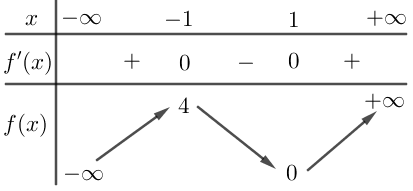 x −∞ −1 1 +∞
f′(x) + 0 − 0 +
4 +∞
f(x)
−∞ 0